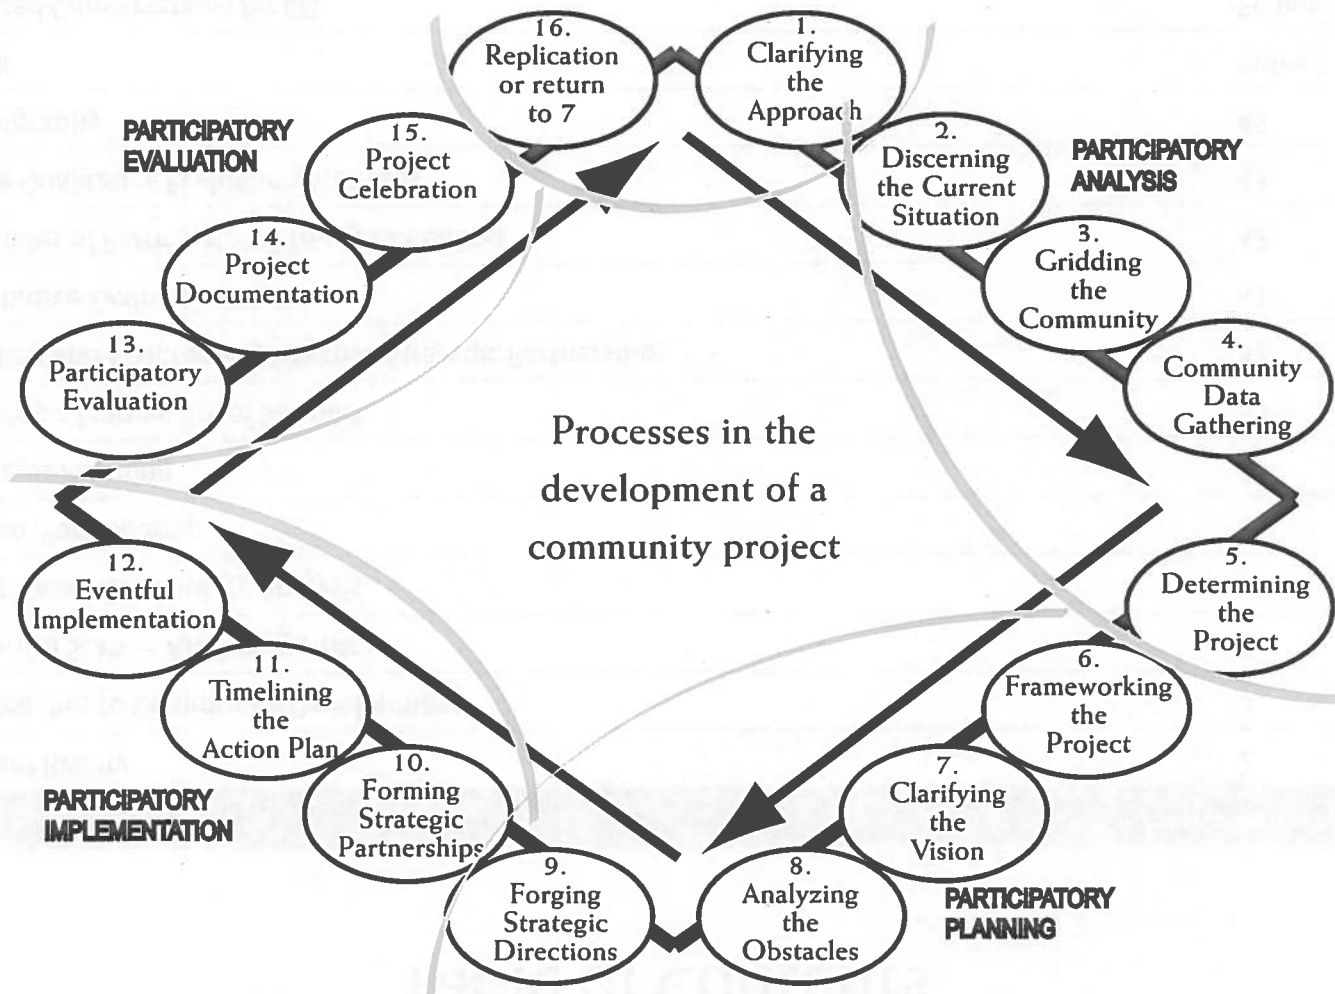 16.
Replication
or return
to 7
1.
Clarifying
the
Approach
PARTICIPATORY
EVALUATION
15.
Project
Celebration
2.
Discerning
the Current
Situation
PARTICIPATORY
ANALYSIS
14.
Project
Documentation
3.
Gridding
the
Community
13.
Participatory
Evaluation
4.
Community
Data
Gathering
Processes in the
development of a
community project
12.
Eventful
Implementation
5.
Determining
the
Project
11.
Timelining
the
Action Plan
6.
Frameworking
the
Project
PARTICIPATORY
IMPLEMENTATION
10.
Forming
Strategic
Partnerships
7.
Clarifying
the
Vision
9.
Forging
Strategic
Directions
8.
Analyzing
the
Obstacles
PARTICIPATORY
PLANNING